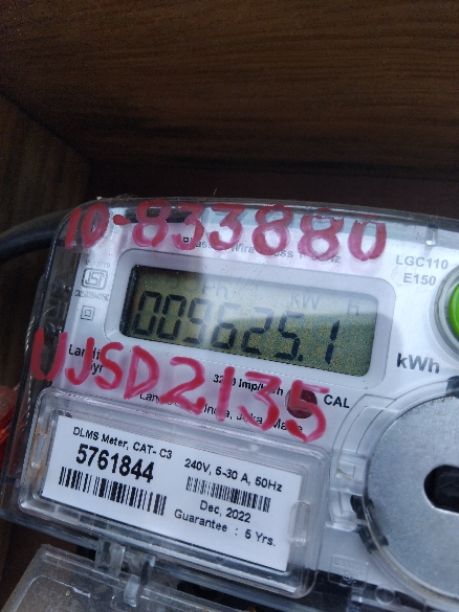 10-833880
LGC110
E150
KW H
009625.1
kWh
UJSD2135
CAL
DLMS Meter, CAT- C3
5761844
240V, 5-30 A, 50Hz
Dec, 2022
Guarantee : 5 Yrs.